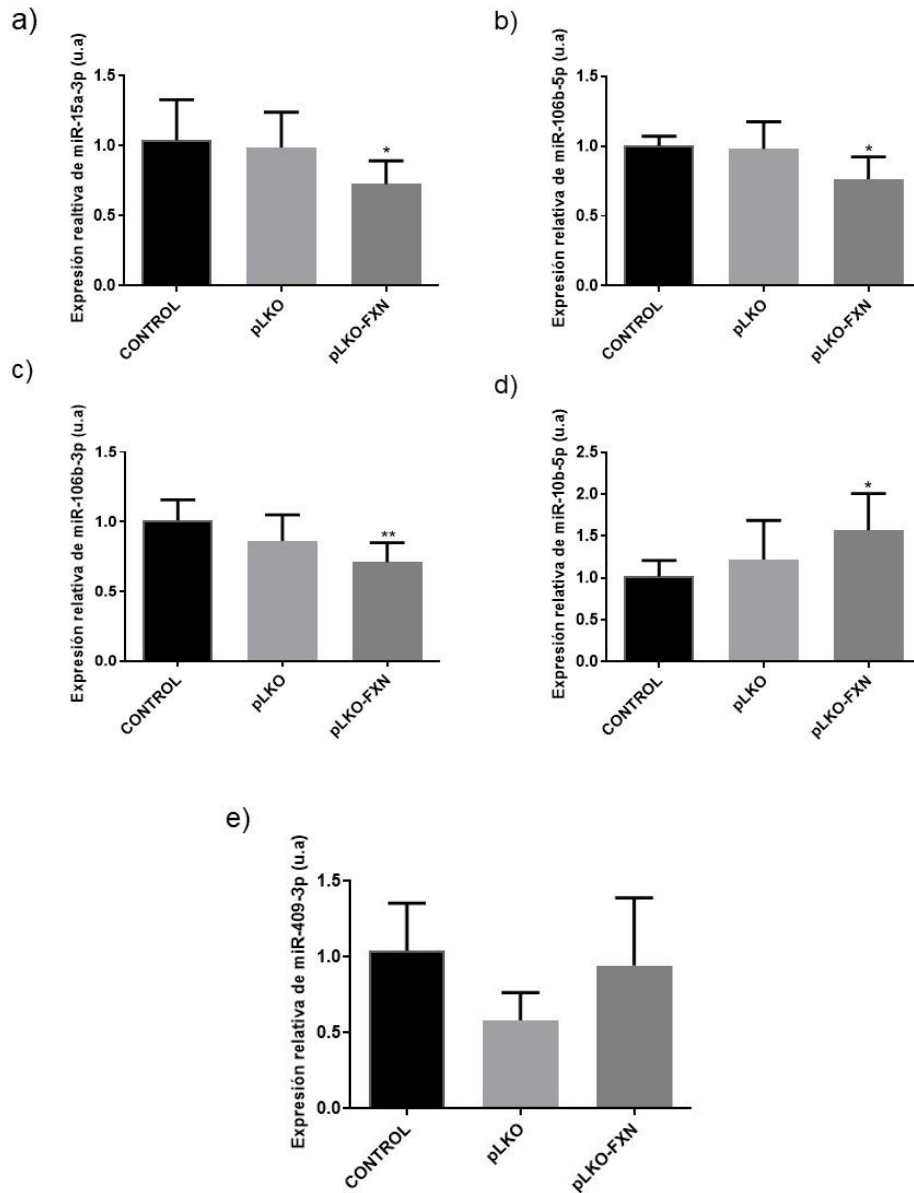 a)
Expresión realtiva de miR-15a-3p (u.a)
1.5
1.0
0.5
0.0
*
CONTROL
pLKO
pLKO-FXN
b)
Expresión relativa de miR-106b-5p (u.a)
1.5
1.0
0.5
0.0
*
CONTROL
pLKO
pLKO-FXN
c)
Expresión relativa de miR-106b-3p (u.a)
1.5
1.0
0.5
0.0
**
CONTROL
pLKO
pLKO-FXN
d)
Expresión relativa de miR-10b-5p (u.a)
2.5
2.0
1.5
1.0
0.5
0.0
*
CONTROL
pLKO
pLKO-FXN
e)
Expresión relativa de miR-409-3p (u.a)
1.5
1.0
0.5
0.0
CONTROL
pLKO
pLKO-FXN